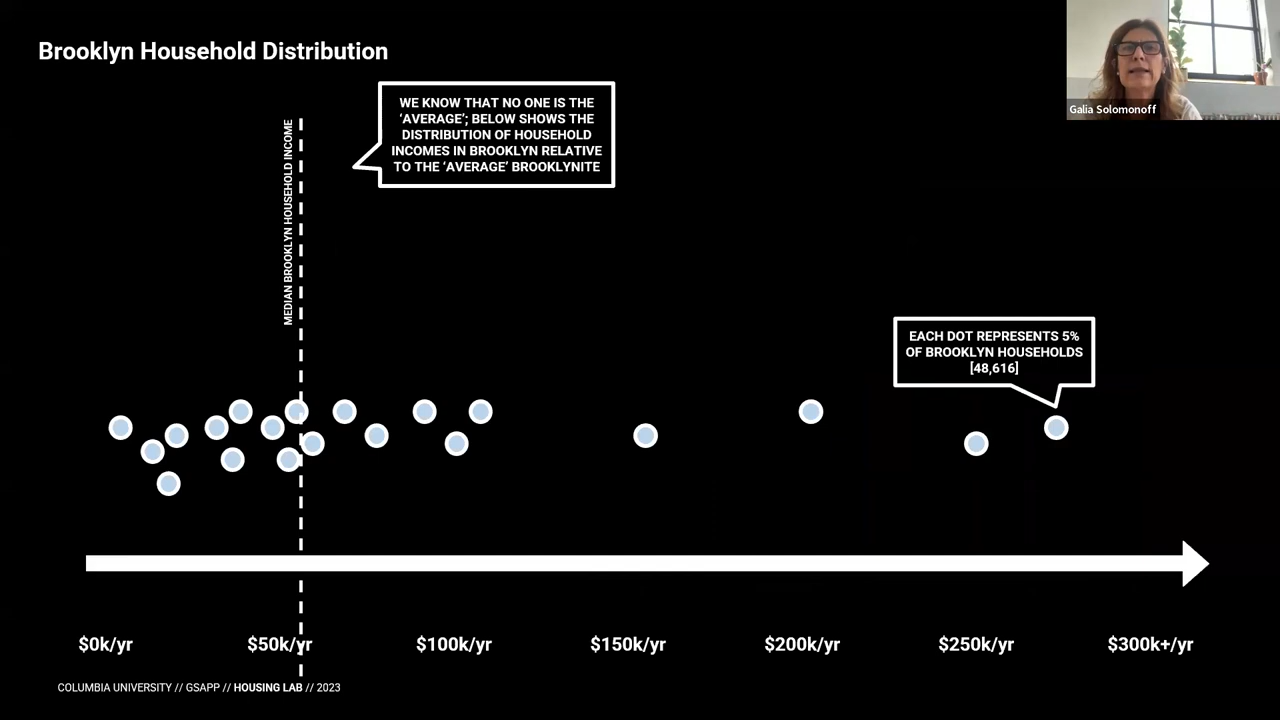 Brooklyn Household Distribution
Galia Solomonoff
WE KNOW THAT NO ONE IS THE
‘AVERAGE’; BELOW SHOWS THE
DISTRIBUTION OF HOUSEHOLD
INCOMES IN BROOKLYN RELATIVE
TO THE ‘AVERAGE’ BROOKLYNITE
MEDIAN BROOKLYN HOUSEHOLD INCOME
EACH DOT REPRESENTS 5%
OF BROOKLYN HOUSEHOLDS
[48,616]
$0k/yr $50k/yr $100k/yr $150k/yr $200k/yr $250k/yr $300k+/yr
COLUMBIA UNIVERSITY // GSAPP // HOUSING LAB // 2023